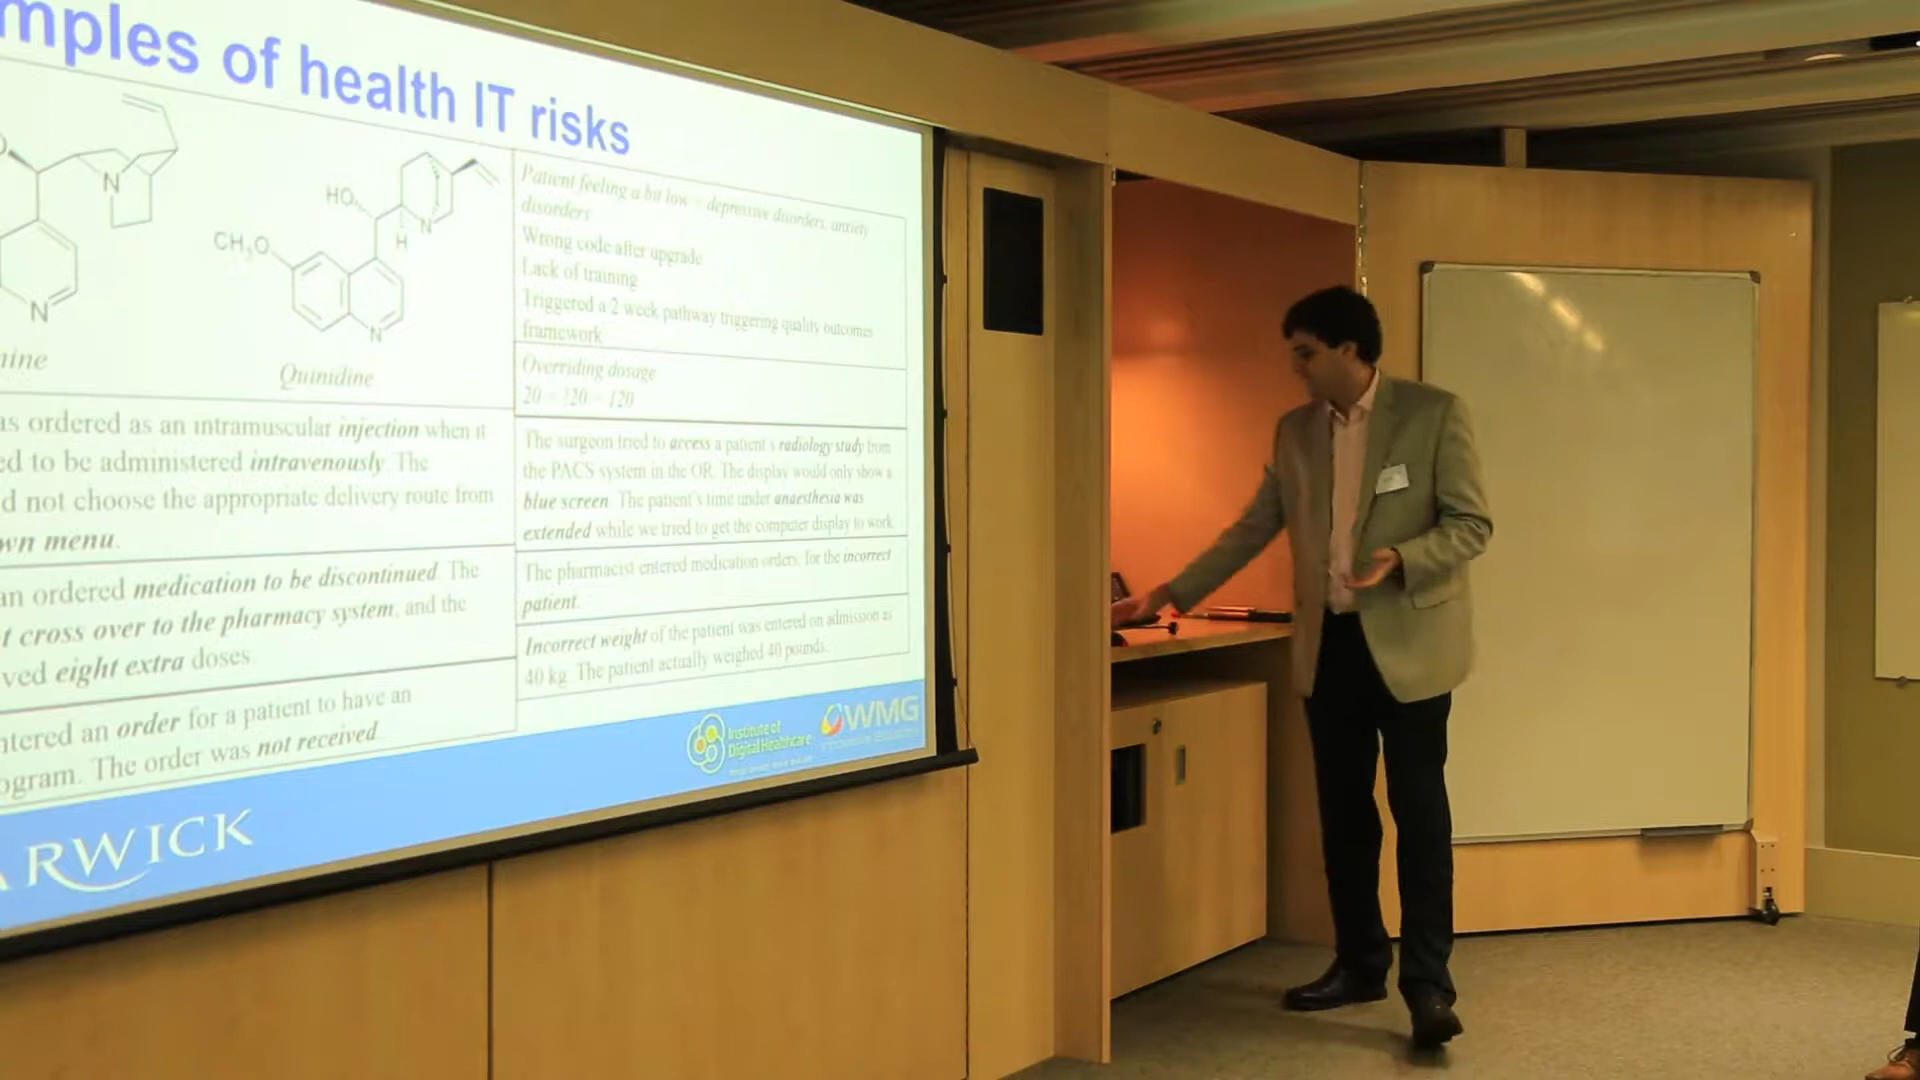 mples of health IT risks
N
N
nine
HO
H
N
CH₃O
N
Quinidine
as ordered as an intramuscular injection when it
ed to be administered intravenously. The
d not choose the appropriate delivery route from
wn menu.
an ordered medication to be discontinued. The
t cross over to the pharmacy system, and the
ved eight extra doses.
ntered an order for a patient to have an
ogram. The order was not received.
Patient feeling a bit low = depressive disorders, anxiety
disorders
Wrong code after upgrade
Lack of training
Triggered a 2 week pathway triggering quality outcomes
framework
Overriding dosage
20 – 120 – 120
The surgeon tried to access a patient's radiology study from
the PACS system in the OR. The display would only show a
blue screen. The patient's time under anaesthesia was
extended while we tried to get the computer display to work.
The pharmacist entered medication orders, for the incorrect
patient.
Incorrect weight of the patient was entered on admission as
40 kg. The patient actually weighed 40 pounds.
Institute of
Digital Healthcare
WMG
ARWICK